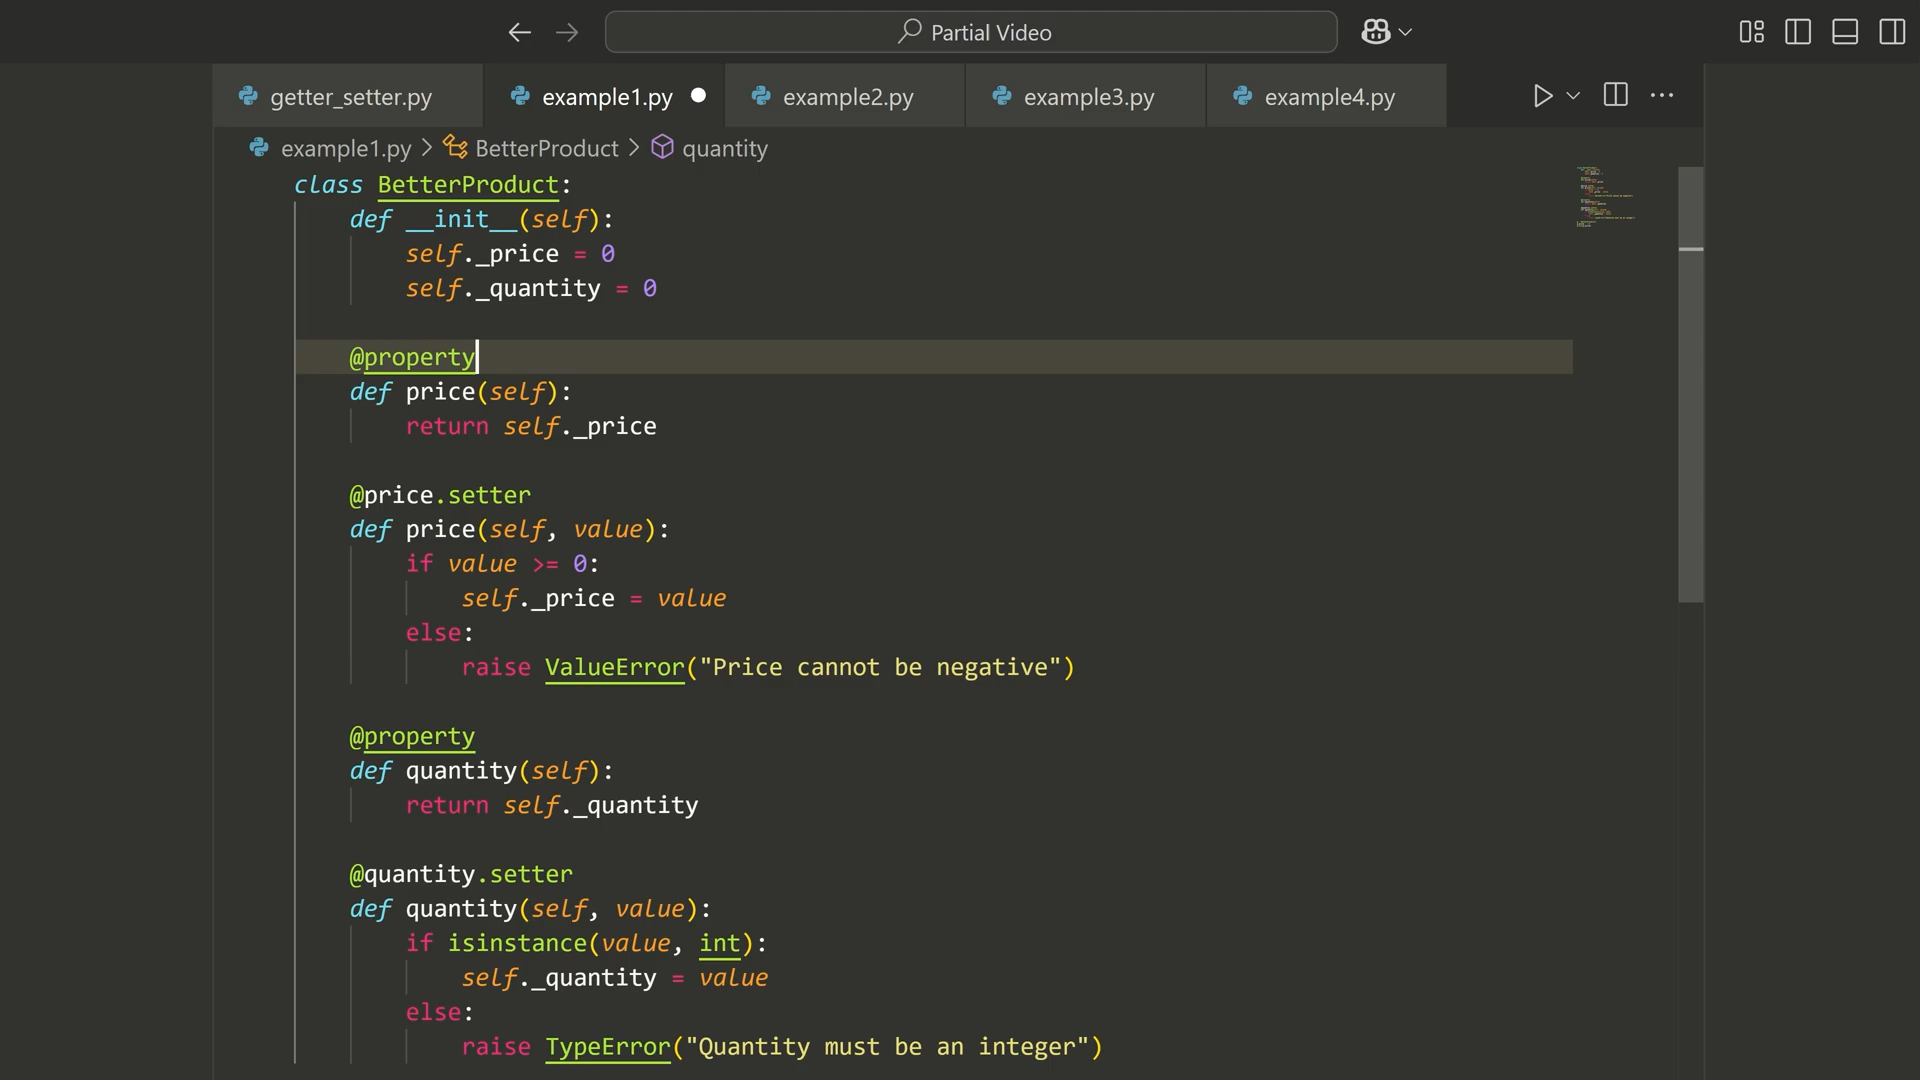 Partial Video
getter_setter.py
example1.py
example2.py
example3.py
example4.py
example1.py > BetterProduct > quantity
class BetterProduct:
    def __init__(self):
        self._price = 0
        self._quantity = 0

    @property
    def price(self):
        return self._price

    @price.setter
    def price(self, value):
        if value >= 0:
            self._price = value
        else:
            raise ValueError("Price cannot be negative")

    @property
    def quantity(self):
        return self._quantity

    @quantity.setter
    def quantity(self, value):
        if isinstance(value, int):
            self._quantity = value
        else:
            raise TypeError("Quantity must be an integer")